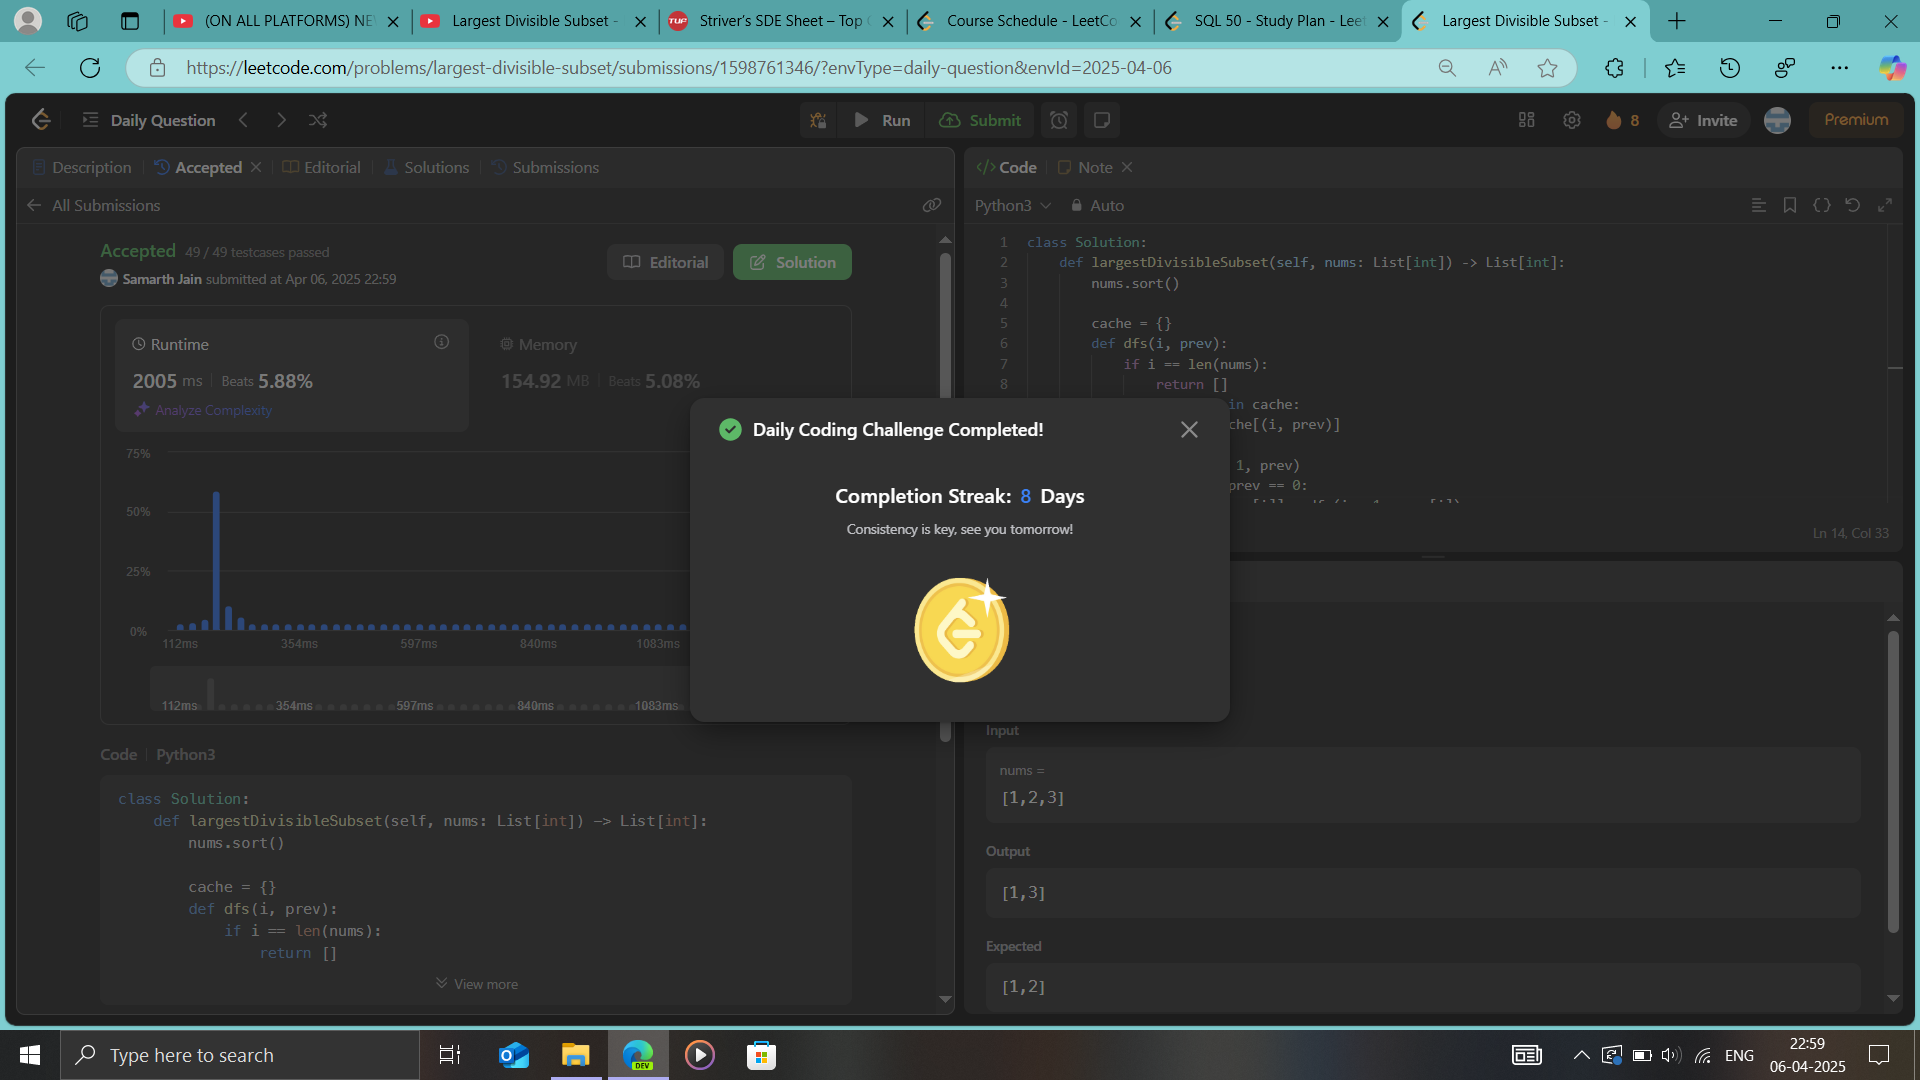 (ON ALL PLATFORMS) NE
Largest Divisible Subset -
Striver's SDE Sheet – Top
Course Schedule - LeetCo
SQL 50 - Study Plan - Leet
Largest Divisible Subset -
https://leetcode.com/problems/largest-divisible-subset/submissions/1598761346/?envType=daily-question&envId=2025-04-06
Daily Question
Run
Submit
8
Invite
Premium
Description
Accepted
Editorial
Solutions
Submissions
All Submissions
Accepted 49 / 49 testcases passed
Samarth Jain submitted at Apr 06, 2025 22:59
Editorial
Solution
Runtime
2005 ms | Beats 5.88%
Analyze Complexity
Memory
154.92 MB | Beats 5.08%
75%
50%
25%
0%
112ms 354ms 597ms 840ms 1083ms
112ms 354ms 597ms 840ms 1083ms
Code | Python3
class Solution:
def largestDivisibleSubset(self, nums: List[int]) -> List[int]:
nums.sort()
cache = {}
def dfs(i, prev):
if i == len(nums):
return []
View more
Code
Note
Python3
Auto
1 class Solution:
2 def largestDivisibleSubset(self, nums: List[int]) -> List[int]:
3 nums.sort()
4
5 cache = {}
6 def dfs(i, prev):
7 if i == len(nums):
8 return []
in cache:
che[(i, prev)]
1, prev)
prev == 0:
Ln 14, Col 33
Daily Coding Challenge Completed!
Completion Streak: 8 Days
Consistency is key, see you tomorrow!
Input
nums =
[1,2,3]
Output
[1,3]
Expected
[1,2]
Type here to search
DEV
ENG
22:59
06-04-2025